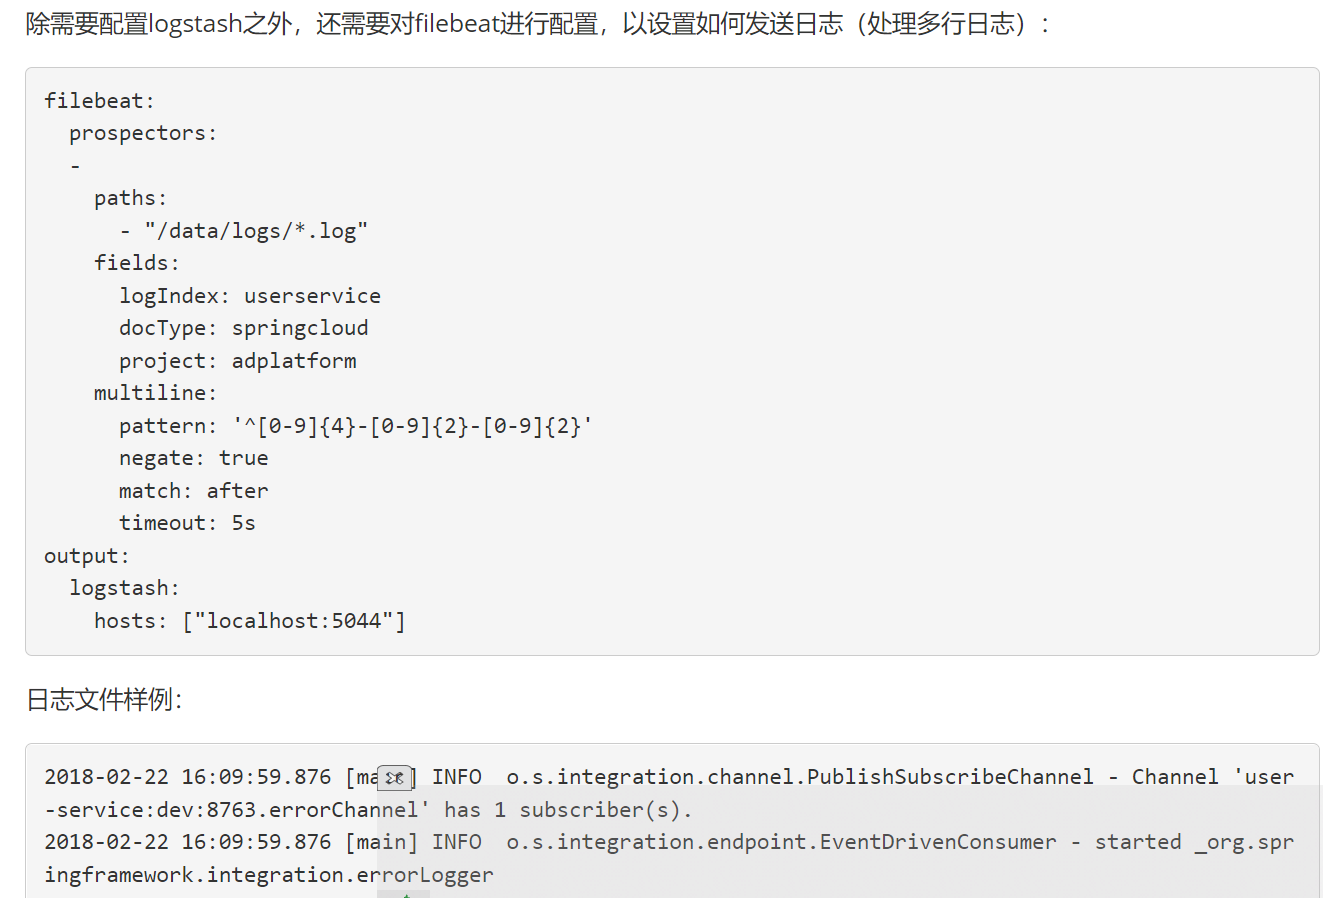 除需要配置logstash之外，还需要对filebeat进行配置，以设置如何发送日志（处理多行日志）：
filebeat:
  prospectors:
  -
    paths:
      - "/data/logs/*.log"
    fields:
      logIndex: userservice
      docType: springcloud
      project: adplatform
    multiline:
      pattern: '^[0-9]{4}-[0-9]{2}-[0-9]{2}'
      negate: true
      match: after
      timeout: 5s
output:
  logstash:
    hosts: ["localhost:5044"]
日志文件样例：
2018-02-22 16:09:59.876 [ma ] INFO  o.s.integration.channel.PublishSubscribeChannel - Channel 'user
-service:dev:8763.errorChannel' has 1 subscriber(s).
2018-02-22 16:09:59.876 [main] INFO  o.s.integration.endpoint.EventDrivenConsumer - started _org.spr
ingframework.integration.errorLogger